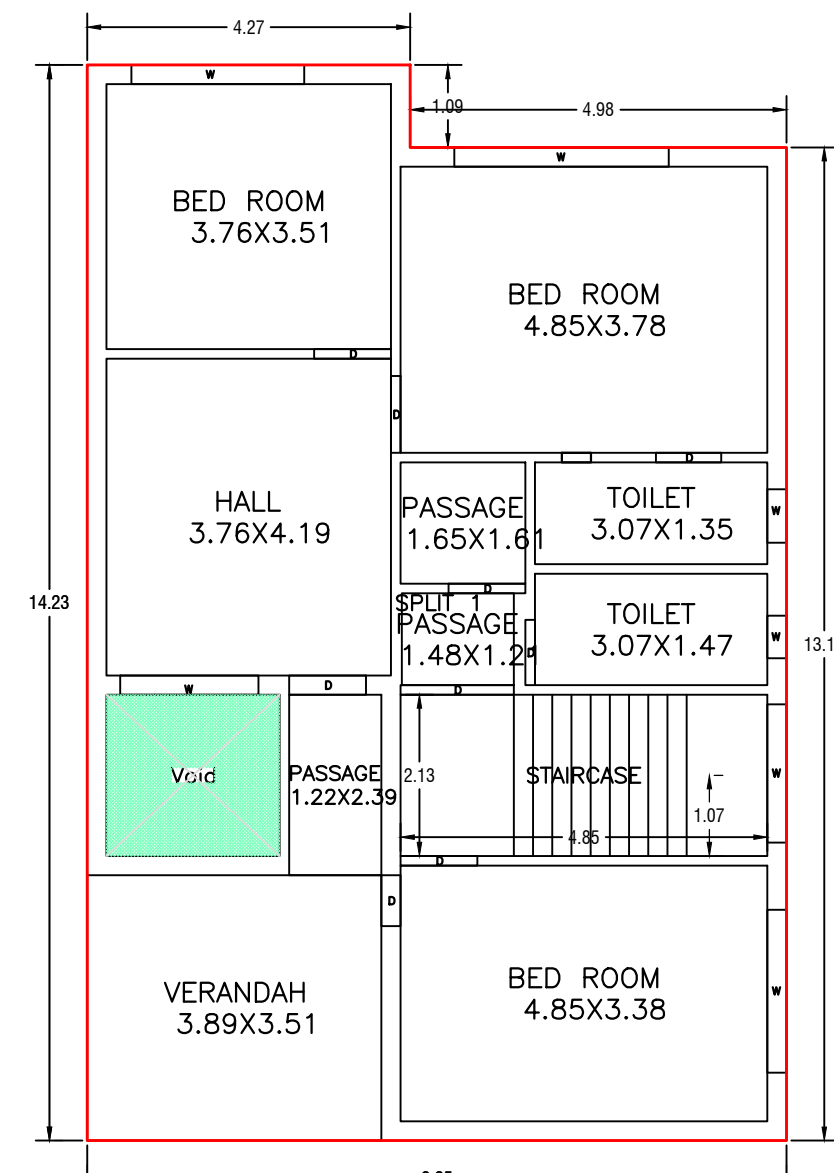 4.27
W
1.09
4.98
W
BED ROOM
3.76X3.51
BED ROOM
4.85X3.78
D
D
D
HALL
3.76X4.19
PASSAGE
1.65X1.61
TOILET
3.07X1.35
W
14.23
D
SPLIT 1
PASSAGE
TOILET
3.07X1.47
W
D
W
D
D
Void
PASSAGE
1.22X2.39
2.13
STAIRCASE
W
1.07
4.85
D
D
VERANDAH
3.89X3.51
BED ROOM
4.85X3.38
W